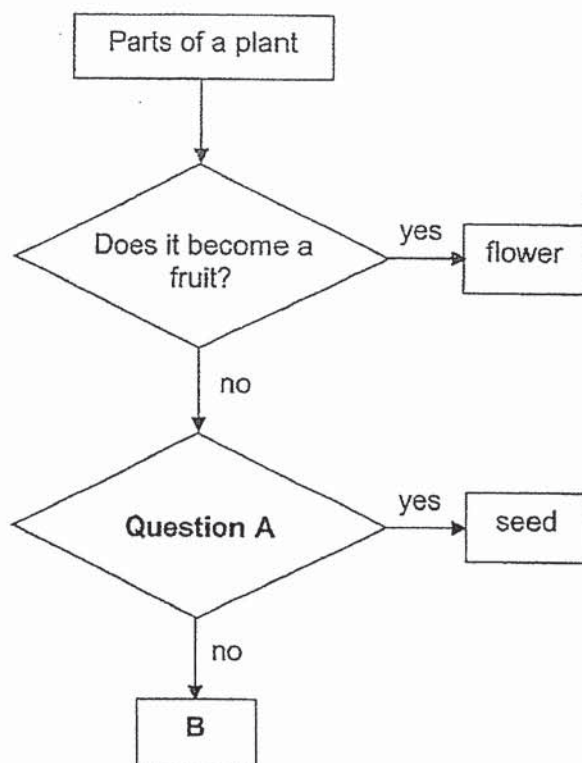 Parts of a plant
Does it become a
fruit?
yes
flower
no
Question A
yes
seed
no
B